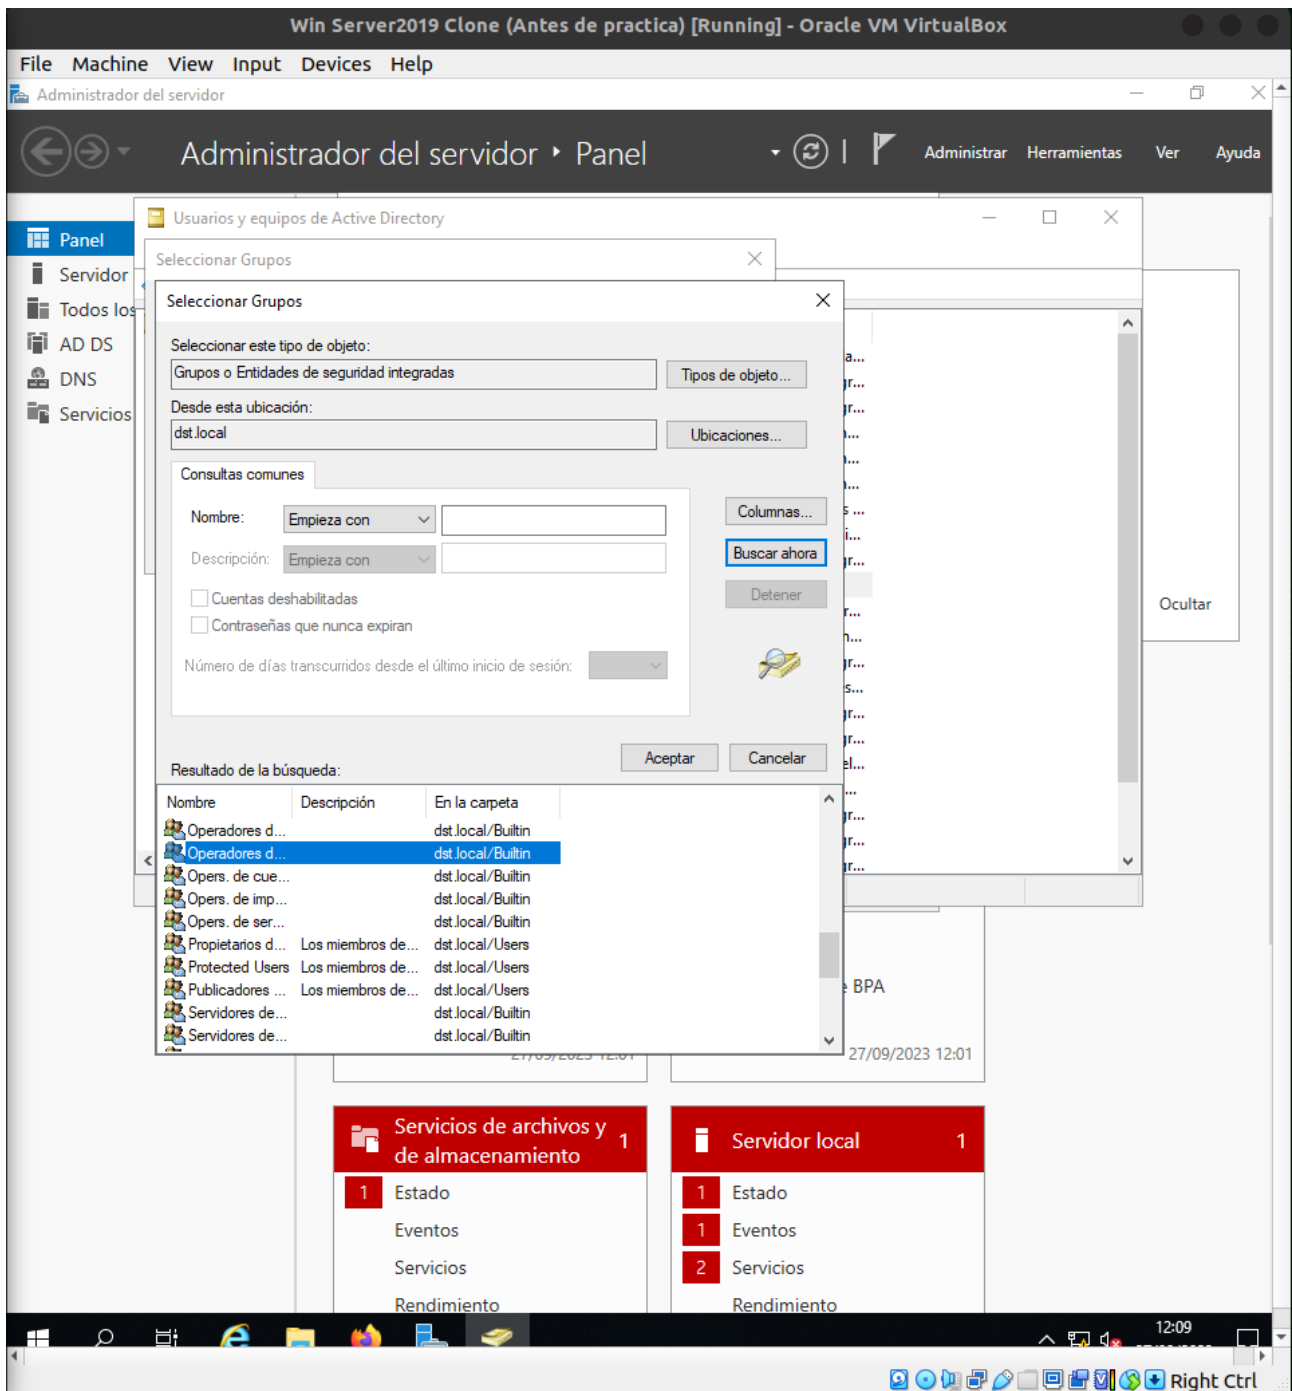 Win Server2019 Clone (Antes de practica) [Running] - Oracle VM VirtualBox
File Machine View Input Devices Help
Administrador del servidor
Administrador del servidor ‣ Panel
Administrar Herramientas Ver Ayuda
Usuarios y equipos de Active Directory
Panel
Seleccionar Grupos
Servidor
Seleccionar Grupos
Todos los
AD DS
DNS
Servicios
Seleccionar este tipo de objeto:
Grupos o Entidades de seguridad integradas
Tipos de objeto...
Desde esta ubicación:
dst.local
Ubicaciones...
Consultas comunes
Nombre: Empieza con
Columnas...
Descripción: Empieza con
Buscar ahora
Cuentas deshabilitadas
Detener
Contraseñas que nunca expiran
Número de días transcurridos desde el último inicio de sesión:
Ocultar
Aceptar Cancelar
Resultado de la búsqueda:
Nombre Descripción En la carpeta
Operadores d... dst.local/Builtin
Operadores d... dst.local/Builtin
Opers. de cue... dst.local/Builtin
Opers. de imp... dst.local/Builtin
Opers. de ser... dst.local/Builtin
Propietarios d... Los miembros de... dst.local/Users
Protected Users Los miembros de... dst.local/Users
Publicadores ... Los miembros de... dst.local/Users
Servidores de... dst.local/Builtin
Servidores de... dst.local/Builtin
BPA
27/09/2023 12:01
27/09/2023 12:01
Servicios de archivos y
de almacenamiento
1
1 Estado
Eventos
Servicios
Rendimiento
Servidor local 1
1 Estado
1 Eventos
2 Servicios
Rendimiento
12:09
Right Ctrl